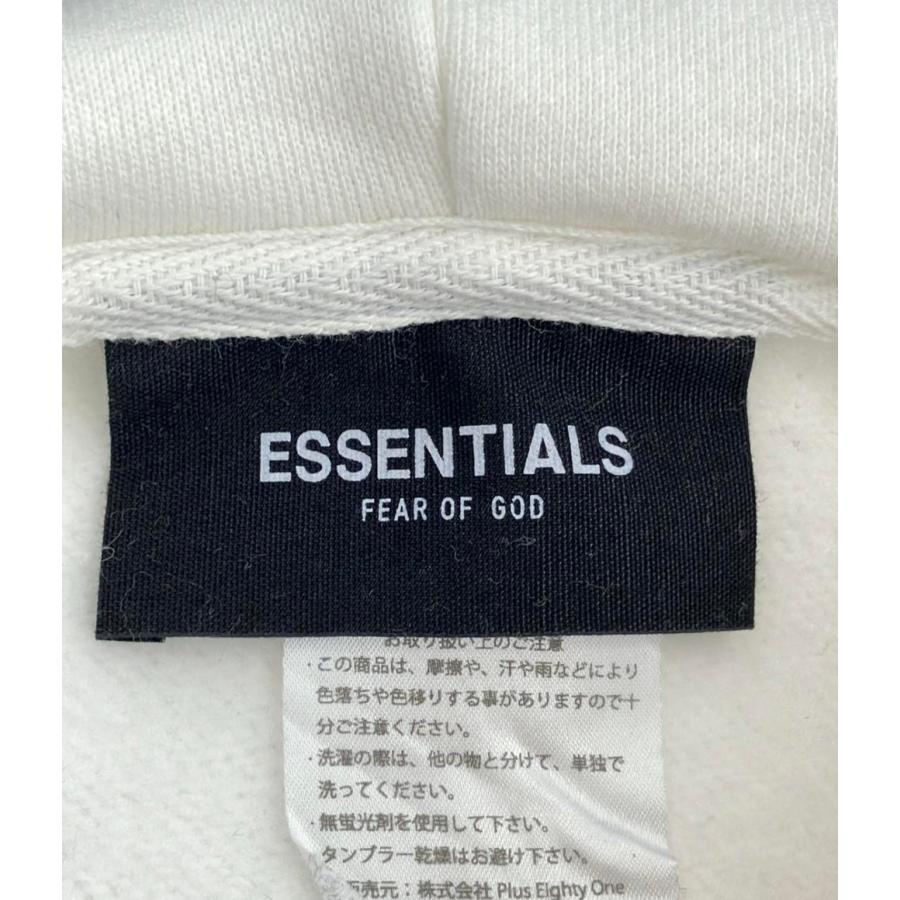 ESSENTIALS
FEAR OF GOD
お取り扱い上のご注意
・この商品は、摩擦や、汗や雨などにより
色落ちや色移りする事がありますので十
分ご注意ください。
・洗濯の際は、他の物と分けて、単独で
洗ってください。
・無蛍光剤を使用して下さい。
タンブラー乾燥はお避け下さい。
販売元：株式会社 Plus Eighty One